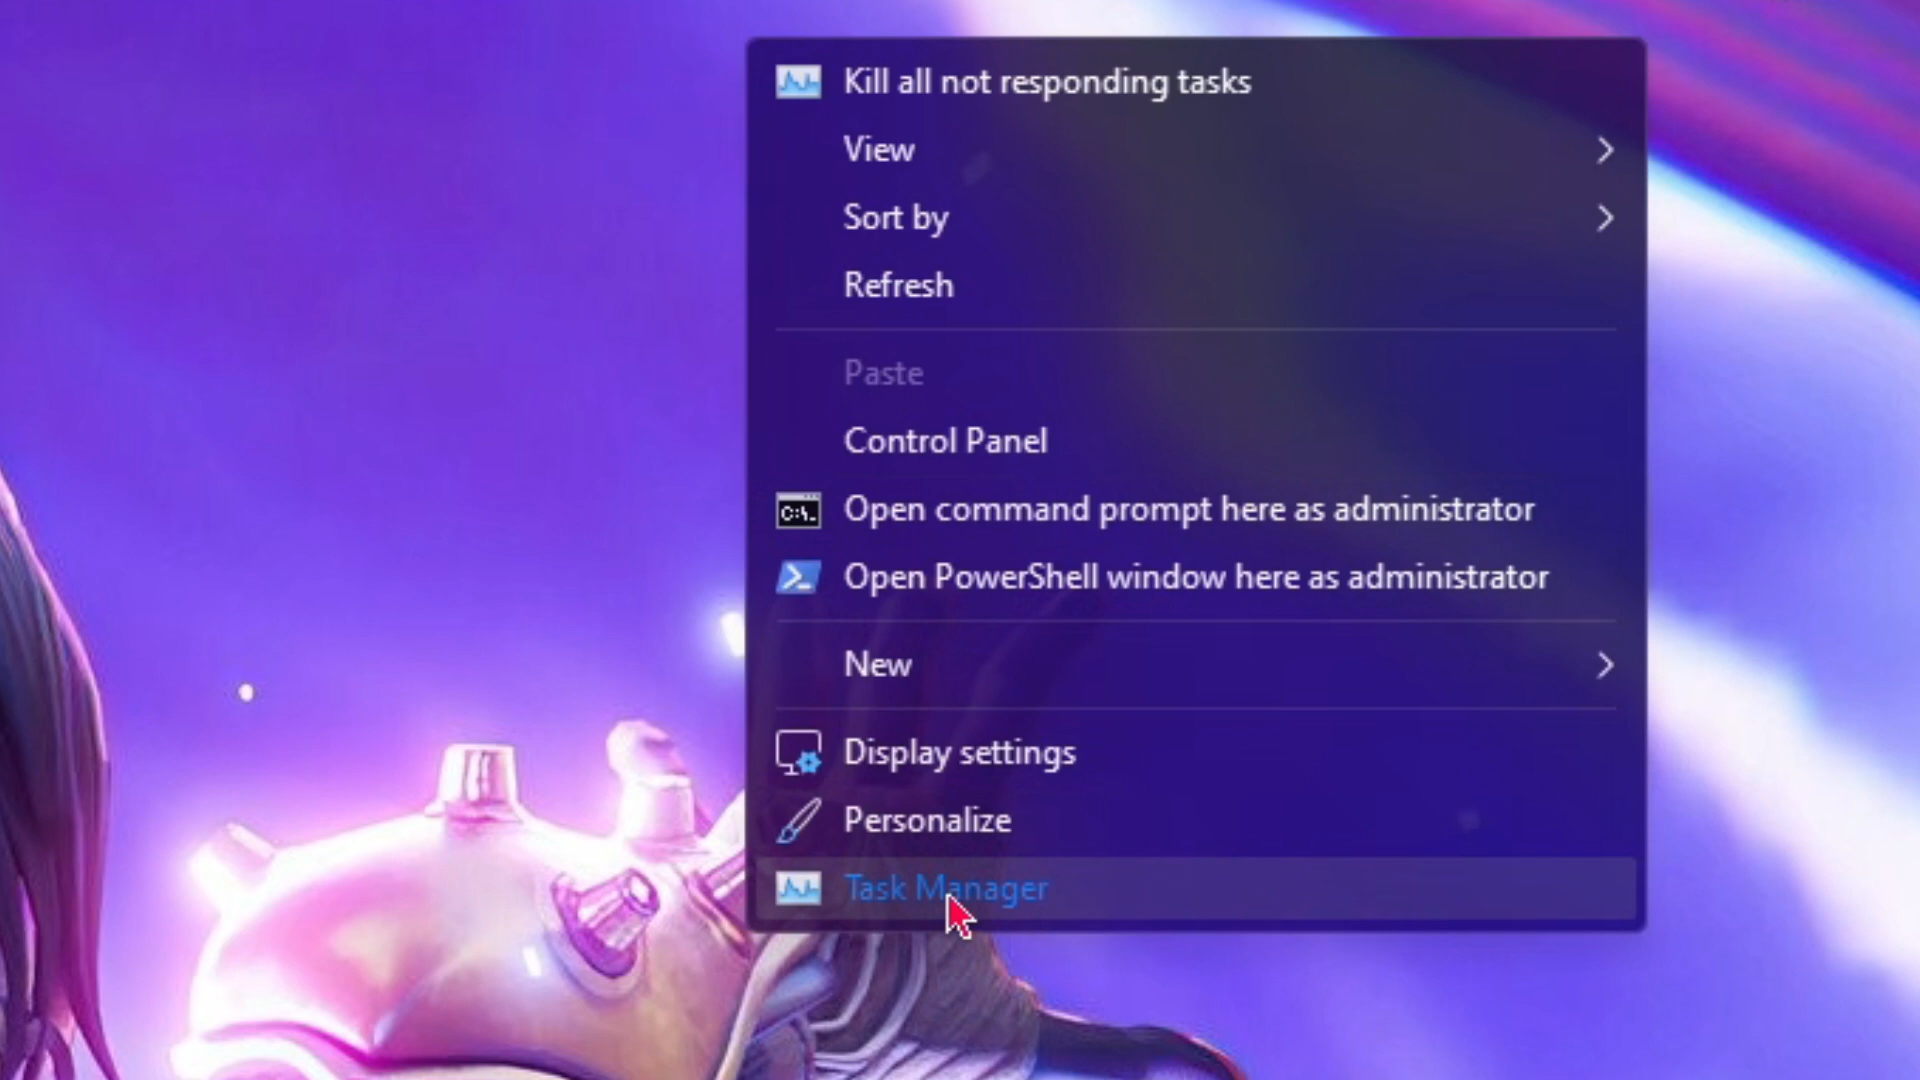 Kill all not responding tasks
View
Sort by
Refresh
Paste
Control Panel
C:\_ Open command prompt here as administrator
Open PowerShell window here as administrator
New
Display settings
Personalize
Task Manager